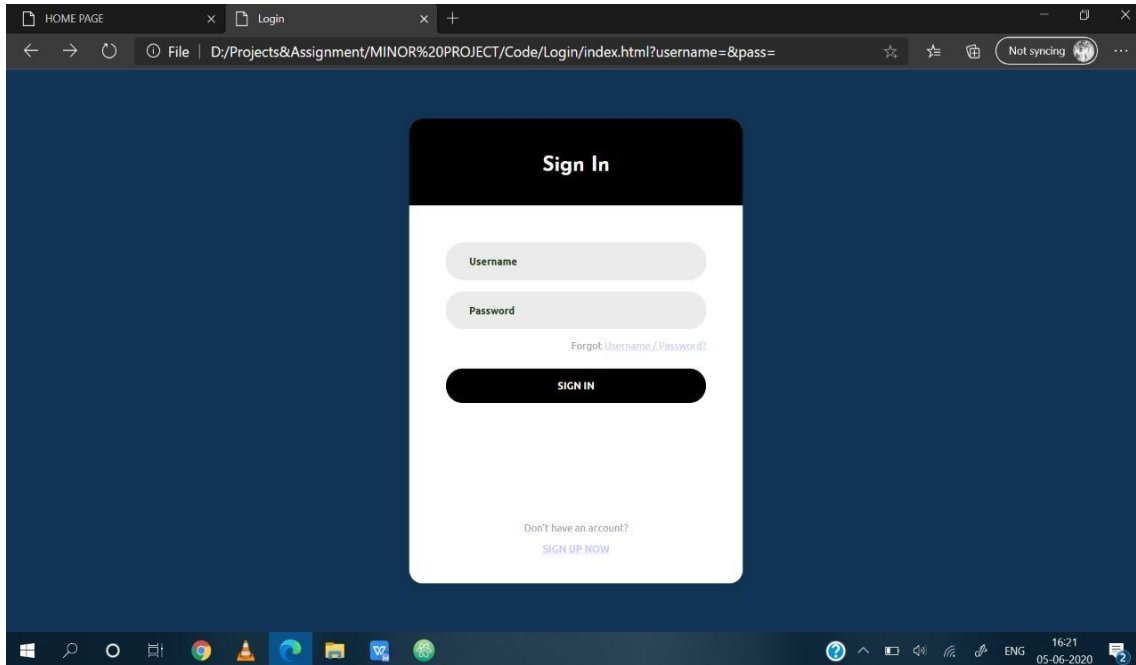 HOME PAGE
Login
File | D:/Projects&Assignment/MINOR%20PROJECT/Code/Login/index.html?username=&pass=
Not syncing
Sign In
Username
Password
Forgot Username / Password?
SIGN IN
Don't have an account?
SIGN UP NOW
ENG
16:21
05-06-2020
2